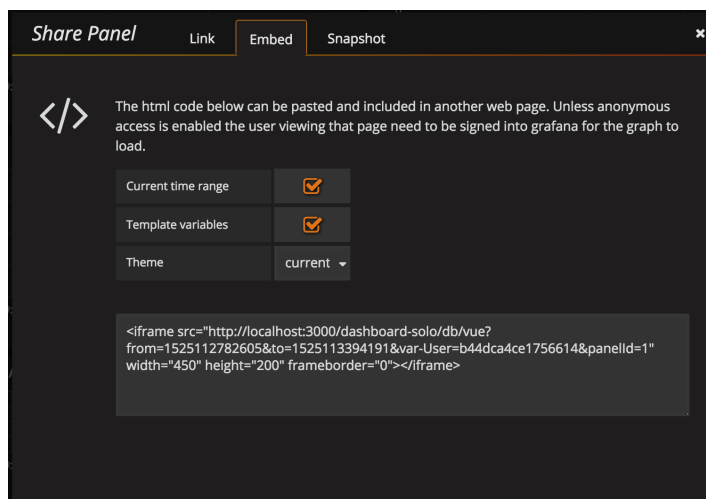 Share Panel
Link
Embed
Snapshot
The html code below can be pasted and included in another web page. Unless anonymous
access is enabled the user viewing that page need to be signed into grafana for the graph to
load.
Current time range
Template variables
Theme
current
<iframe src="http://localhost:3000/dashboard-solo/db/vue?
from=1525112782605&to=1525113394191&var-User=b44dca4ce1756614&panelId=1"
width="450" height="200" frameborder="0"></iframe>